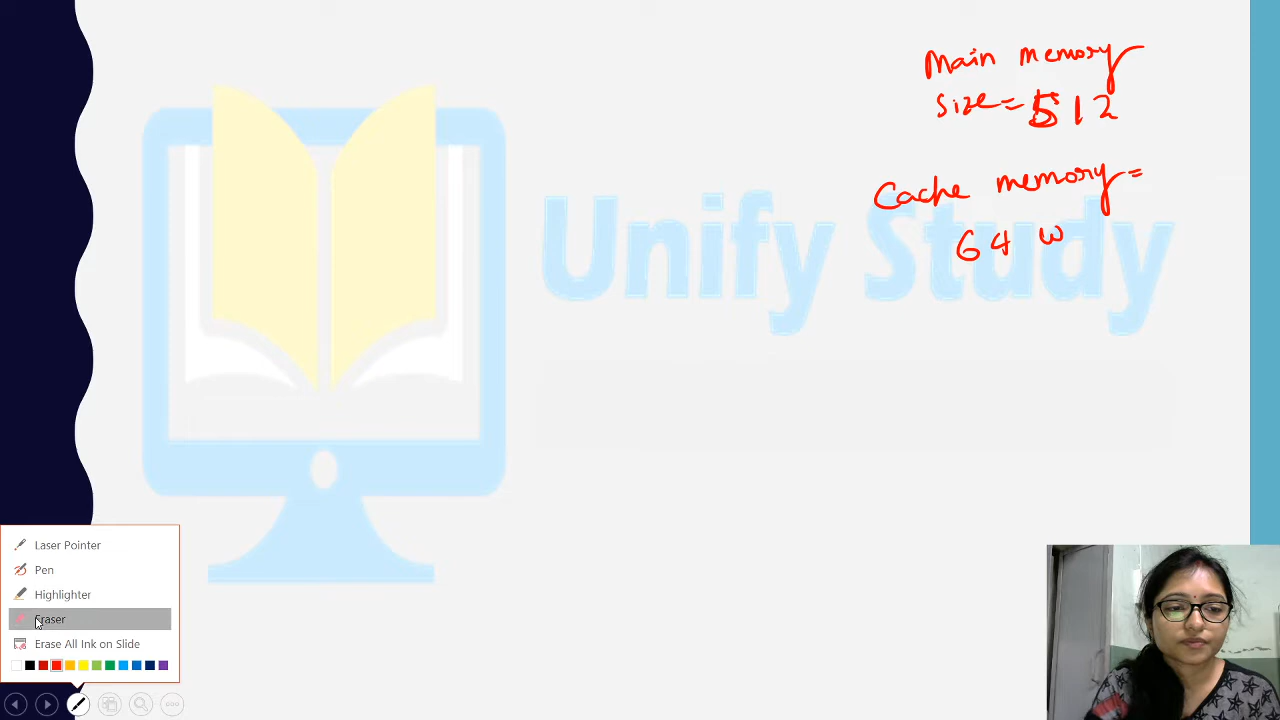 Main memory
Size = 512
Cache memory =
64 w
Unify Study
Laser Pointer
Pen
Highlighter
Eraser
Erase All Ink on Slide